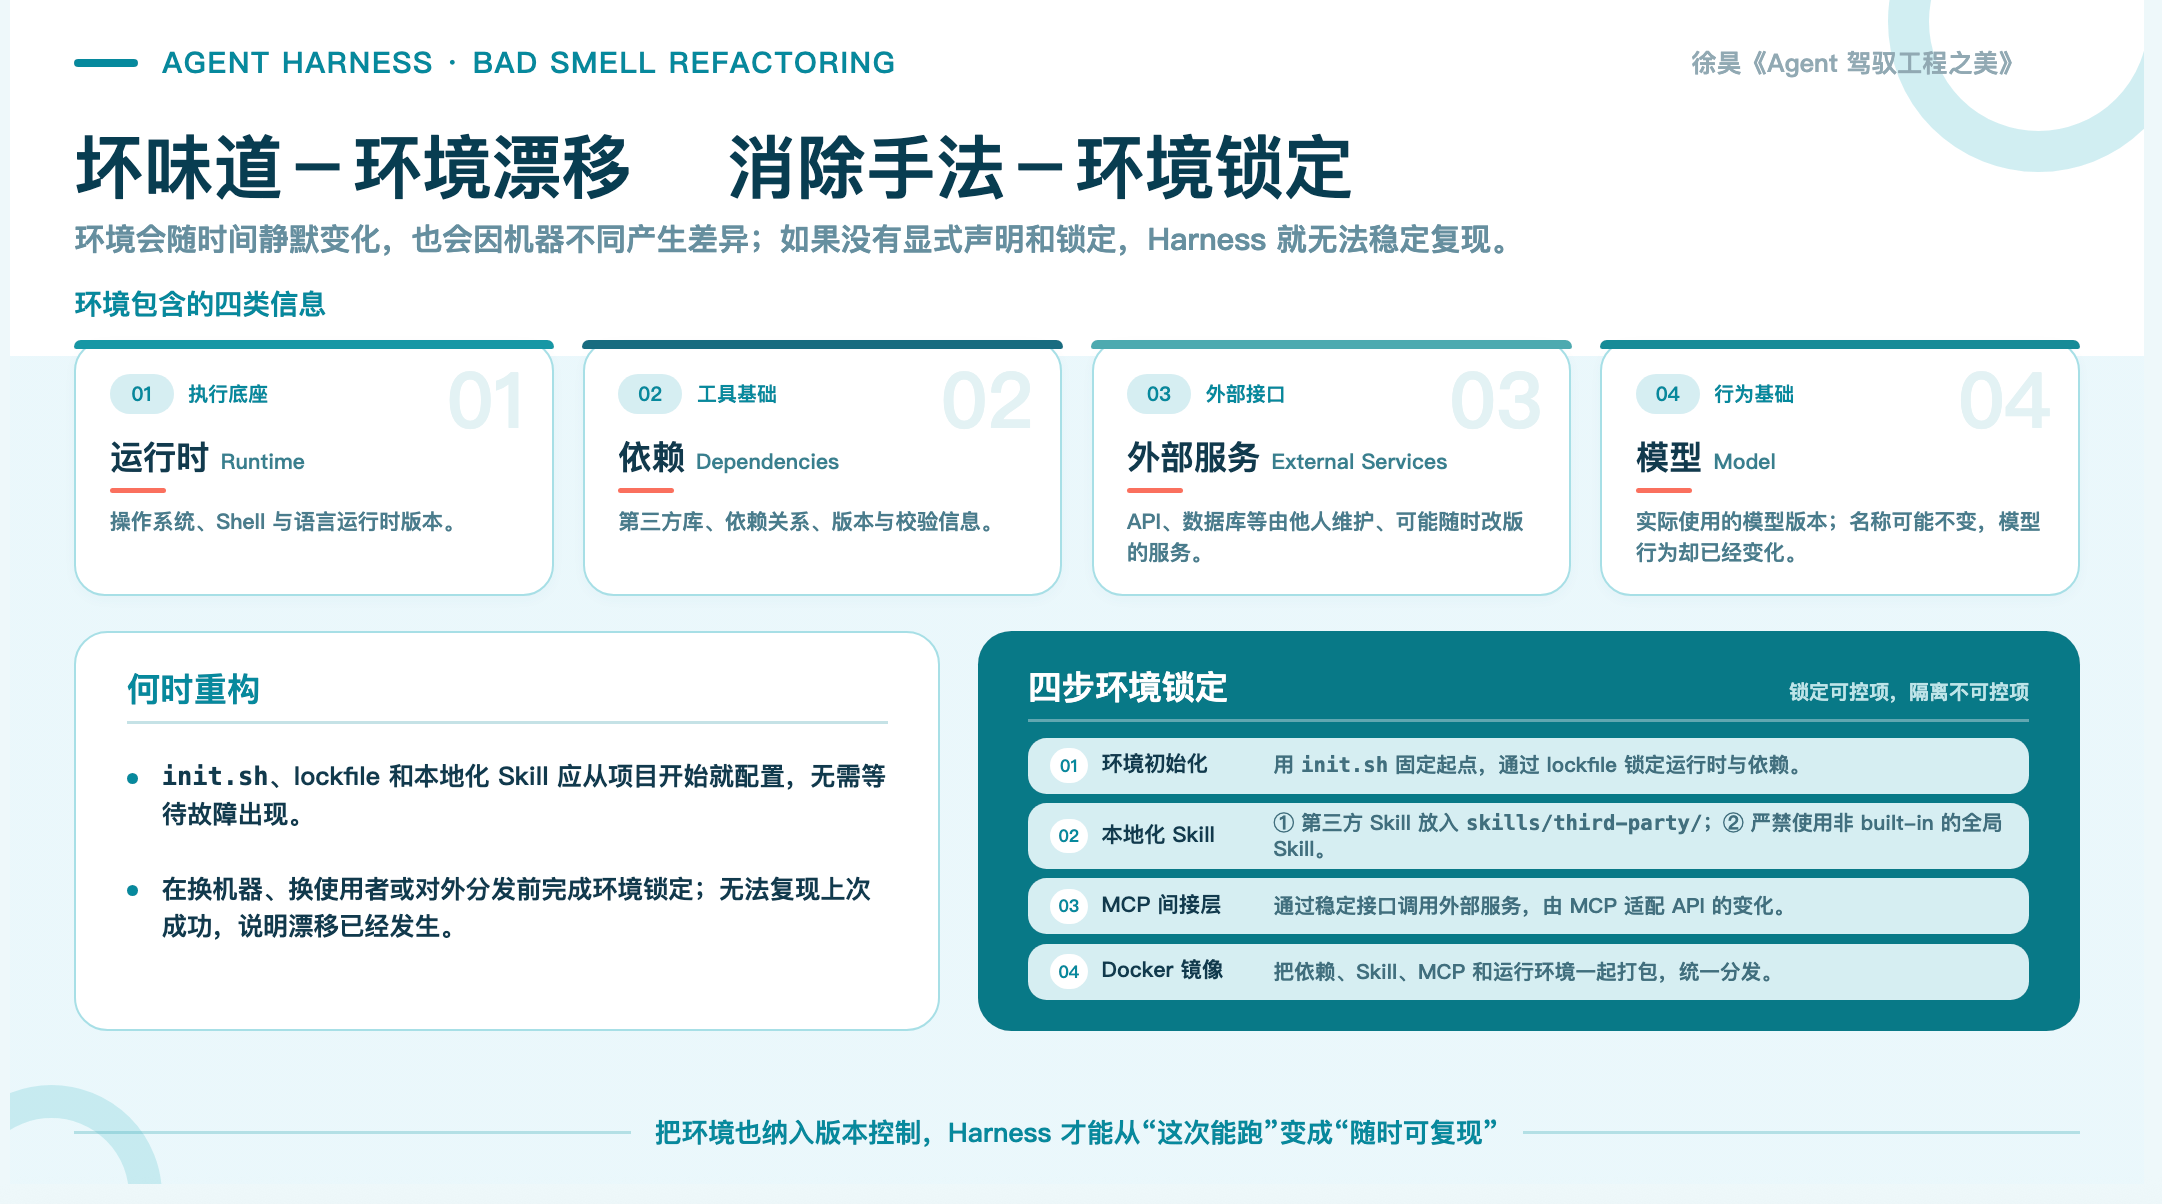 AGENT HARNESS · BAD SMELL REFACTORING
徐昊《Agent 驾驭工程之美》
坏味道－环境漂移 消除手法－环境锁定
环境会随时间静默变化，也会因机器不同产生差异；如果没有显式声明和锁定，Harness 就无法稳定复现。
环境包含的四类信息
01 执行底座
01
运行时 Runtime
操作系统、Shell 与语言运行时版本。
02 工具基础
02
依赖 Dependencies
第三方库、依赖关系、版本与校验信息。
03 外部接口
03
外部服务 External Services
API、数据库等由他人维护、可能随时改版
的服务。
04 行为基础
04
模型 Model
实际使用的模型版本；名称可能不变，模型
行为却已经变化。
何时重构
init.sh、lockfile 和本地化 Skill 应从项目开始就配置，无需等
待故障出现。
在换机器、换使用者或对外分发前完成环境锁定；无法复现上次
成功，说明漂移已经发生。
四步环境锁定
锁定可控项，隔离不可控项
01 环境初始化 用 init.sh 固定起点，通过 lockfile 锁定运行时与依赖。
02 本地化 Skill ① 第三方 Skill 放入 skills/third-party/；② 严禁使用非 built-in 的全局
Skill。
03 MCP 间接层 通过稳定接口调用外部服务，由 MCP 适配 API 的变化。
04 Docker 镜像 把依赖、Skill、MCP 和运行环境一起打包，统一分发。
把环境也纳入版本控制，Harness 才能从“这次能跑”变成“随时可复现”